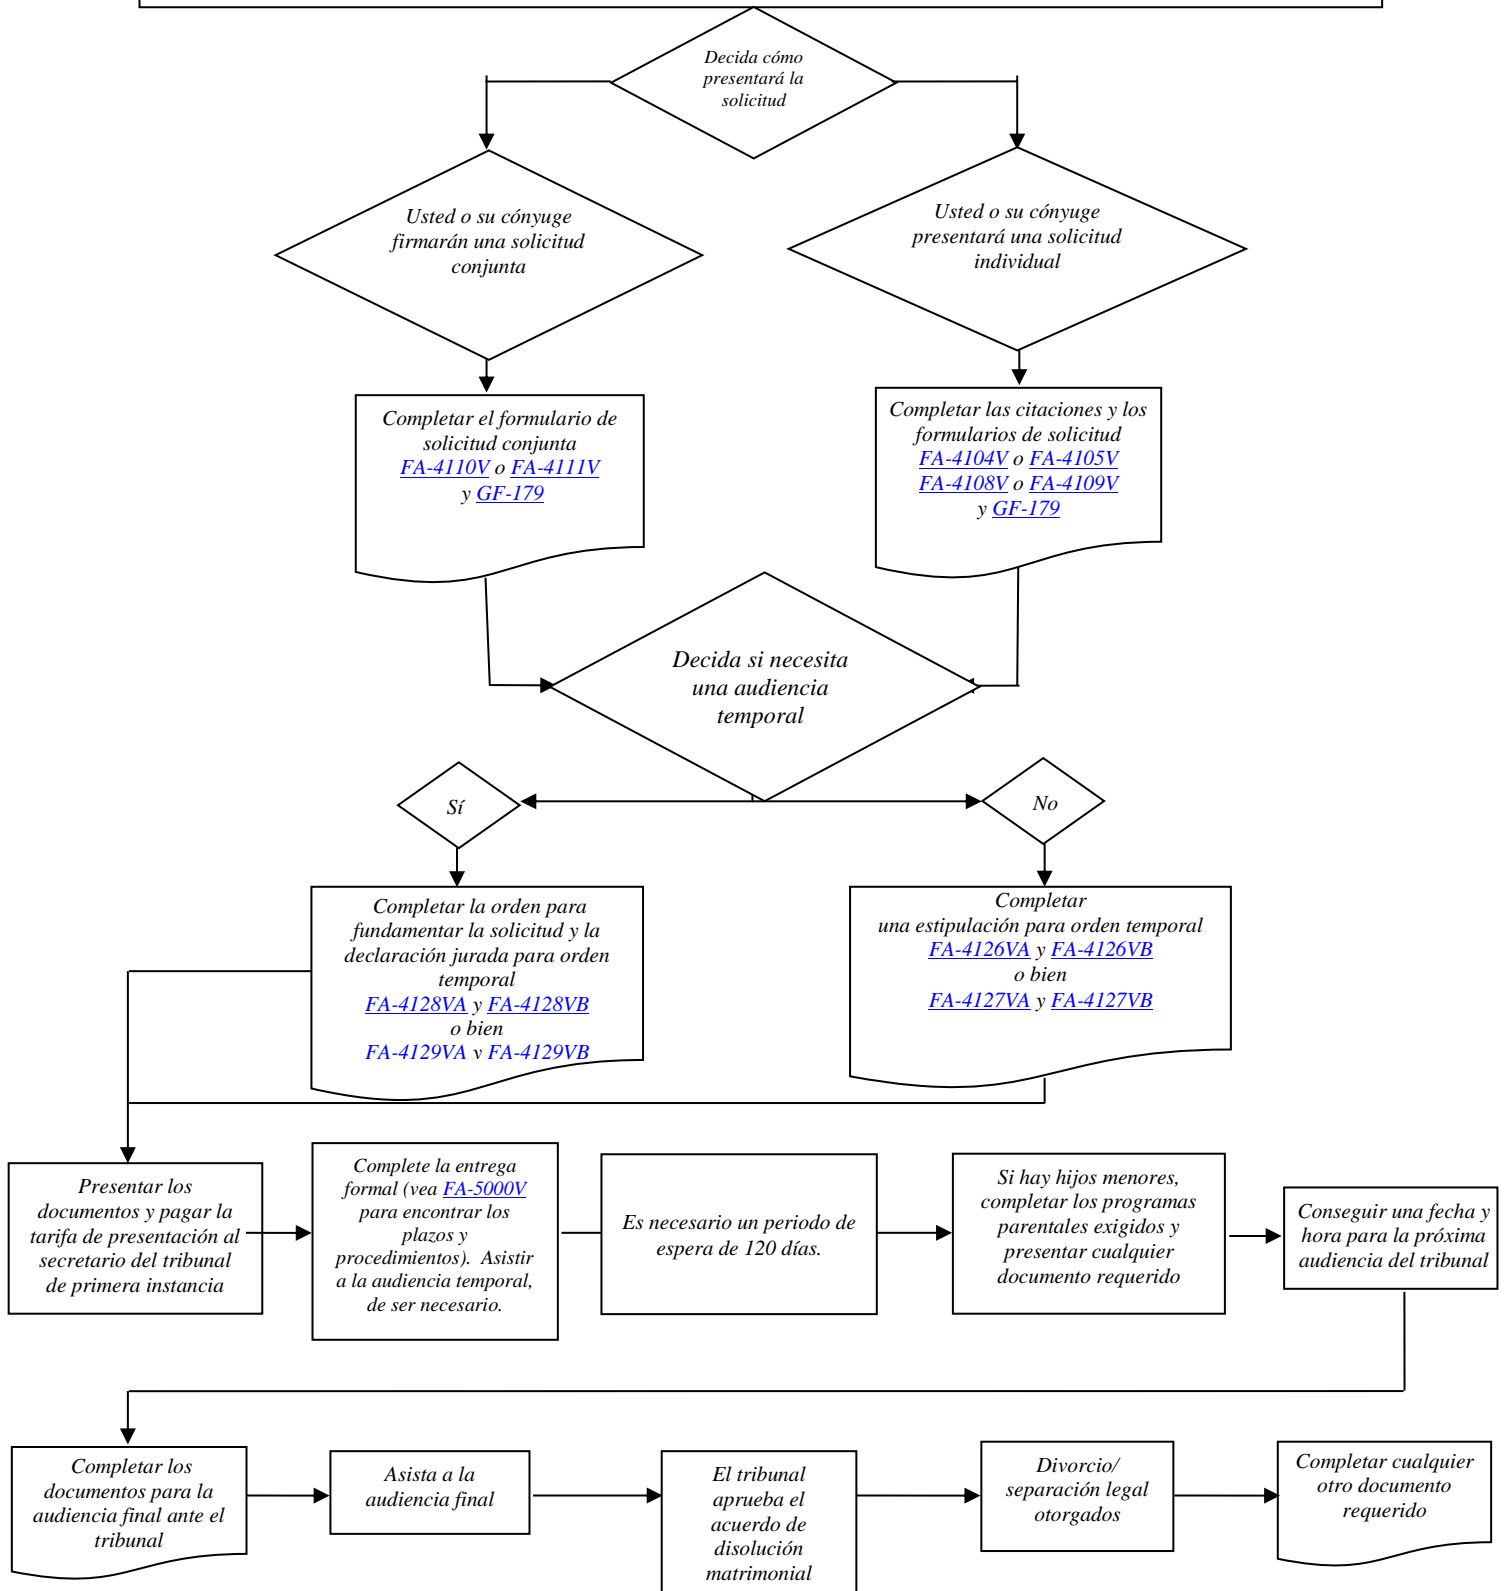 Decida cómo
presentará la
solicitud
Usted o su cónyuge
firmarán una solicitud
conjunta
Usted o su cónyuge
presentará una solicitud
individual
Completar el formulario de
solicitud conjunta
FA-4110V o FA-4111V
y GF-179
Completar las citaciones y los
formularios de solicitud
FA-4104V o FA-4105V
FA-4108V o FA-4109V
y GF-179
Decida si necesita
una audiencia
temporal
Sí
No
Completar la orden para
fundamentar la solicitud y la
declaración jurada para orden
temporal
FA-4128VA y FA-4128VB
o bien
FA-4129VA y FA-4129VB
Completar
una estipulación para orden temporal
FA-4126VA y FA-4126VB
o bien
FA-4127VA y FA-4127VB
Presentar los
documentos y pagar la
tarifa de presentación al
secretario del tribunal
de primera instancia
Complete la entrega
formal (vea FA-5000V
para encontrar los
plazos y
procedimientos). Asistir
a la audiencia temporal,
de ser necesario.
Es necesario un periodo de
espera de 120 días.
Si hay hijos menores,
completar los programas
parentales exigidos y
presentar cualquier
documento requerido
Conseguir una fecha y
hora para la próxima
audiencia del tribunal
Completar los
documentos para la
audiencia final ante el
tribunal
Asista a la
audiencia final
El tribunal
aprueba el
acuerdo de
disolución
matrimonial
Divorcio/
separación legal
otorgados
Completar cualquier
otro documento
requerido